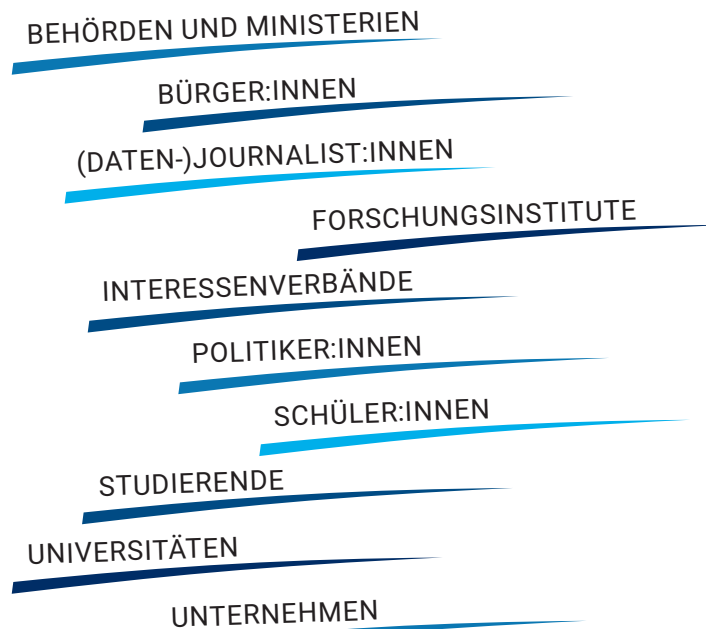 BEHÖRDEN UND MINISTERIEN
BÜRGER:INNEN
(DATEN-)JOURNALIST:INNEN
FORSCHUNGSINSTITUTE
INTERESSENVERBÄNDE
POLITIKER:INNEN
SCHÜLER:INNEN
STUDIERENDE
UNIVERSITÄTEN
UNTERNEHMEN